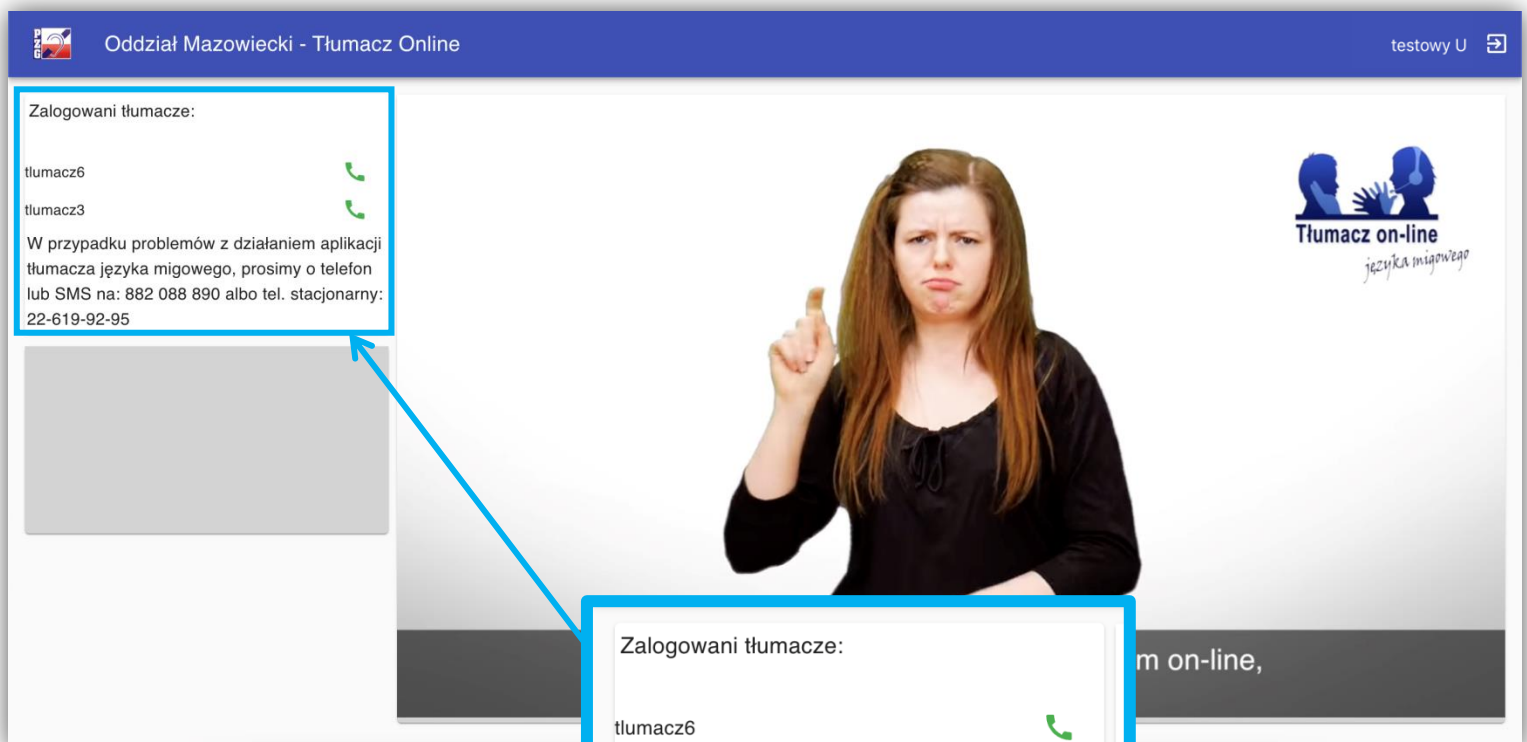 PZG
Oddział Mazowiecki - Tłumacz Online
testowy U
Zalogowani tłumacze:
tlumacz6
tlumacz3
W przypadku problemów z działaniem aplikacji
tłumacza języka migowego, prosimy o telefon
lub SMS na: 882 088 890 albo tel. stacjonarny:
22-619-92-95
Tłumacz on-line
języka migowego
Zalogowani tłumacze:
m on-line,
tlumacz6